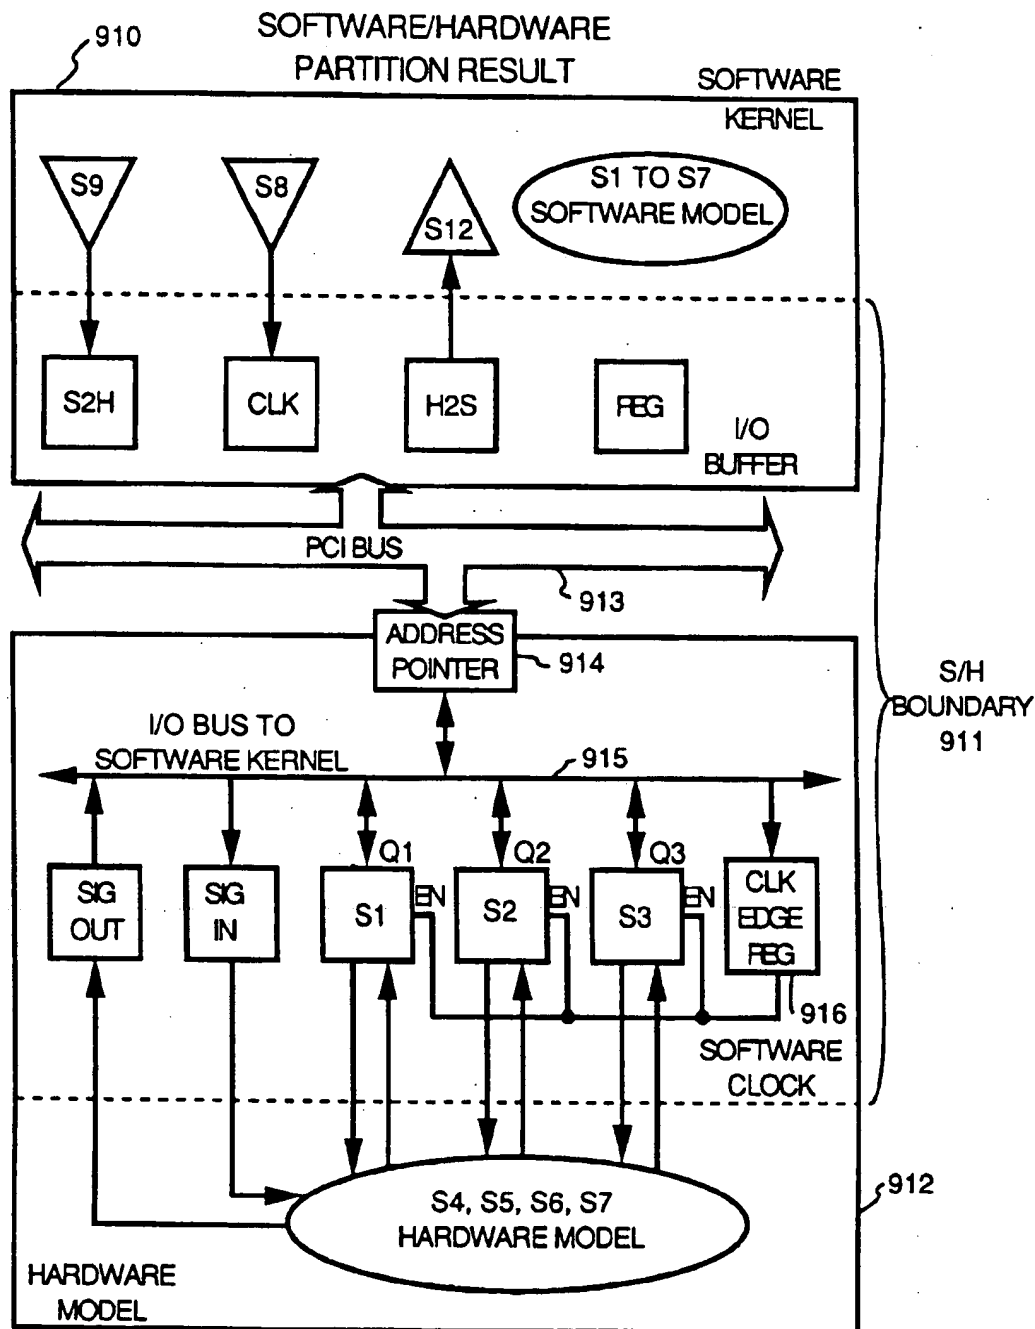 SOFTWARE/HARDWARE
PARTITION RESULT
910
SOFTWARE
KERNEL
S9
S8
S12
S1 TO S7
SOFTWARE MODEL
S2H
CLK
H2S
REG
I/O
BUFFER
PCI BUS
913
ADDRESS
POINTER
914
S/H
BOUNDARY
911
I/O BUS TO
SOFTWARE KERNEL
915
Q1
Q2
Q3
SIG
OUT
SIG
IN
S1
EN
S2
EN
S3
EN
CLK
EDGE
REG
916
SOFTWARE
CLOCK
912
S4, S5, S6, S7
HARDWARE MODEL
HARDWARE
MODEL